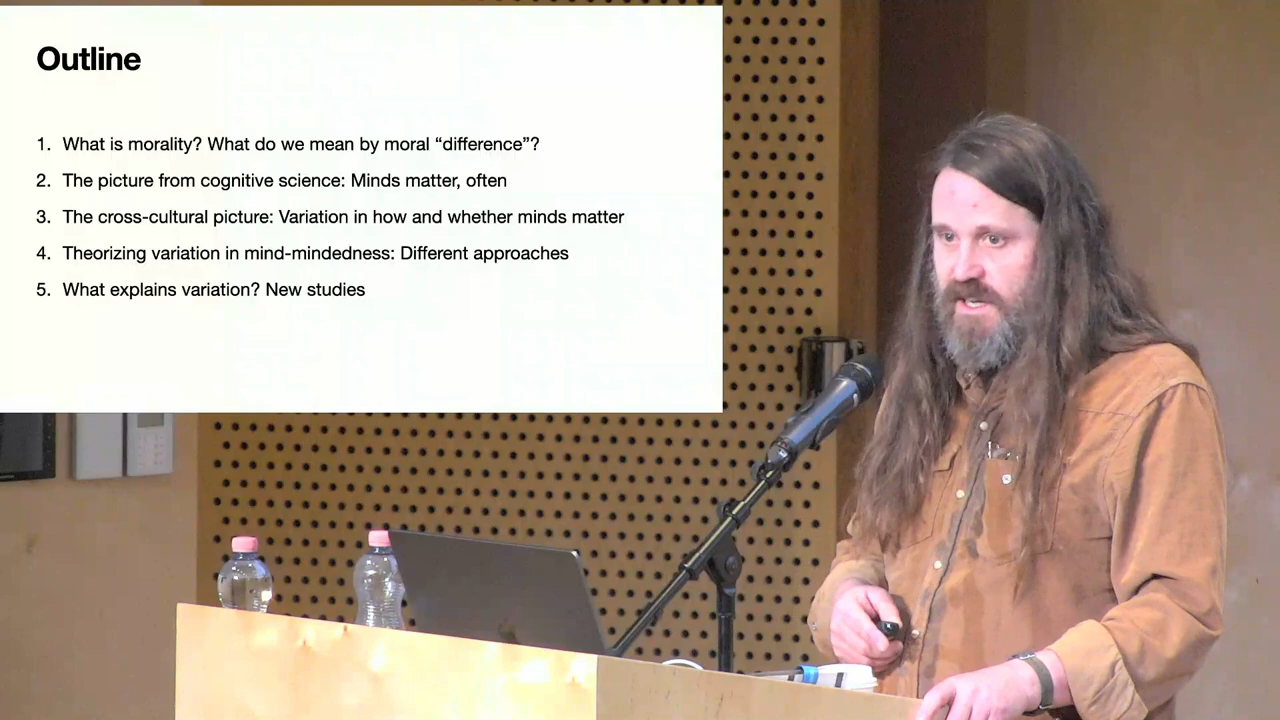 Outline
1. What is morality? What do we mean by moral “difference”?
2. The picture from cognitive science: Minds matter, often
3. The cross-cultural picture: Variation in how and whether minds matter
4. Theorizing variation in mind-mindedness: Different approaches
5. What explains variation? New studies